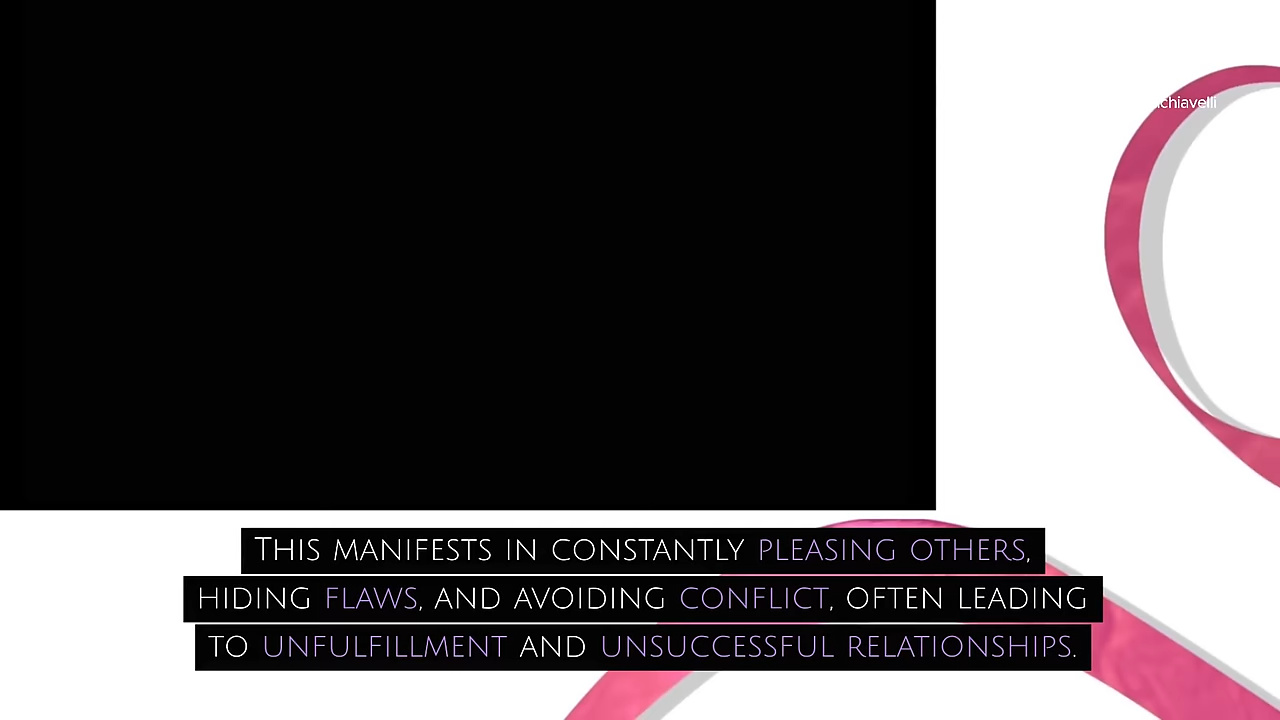 THIS MANIFESTS IN CONSTANTLY PLEASING OTHERS,
HIDING FLAWS, AND AVOIDING CONFLICT, OFTEN LEADING
TO UNFULFILLMENT AND UNSUCCESSFUL RELATIONSHIPS.